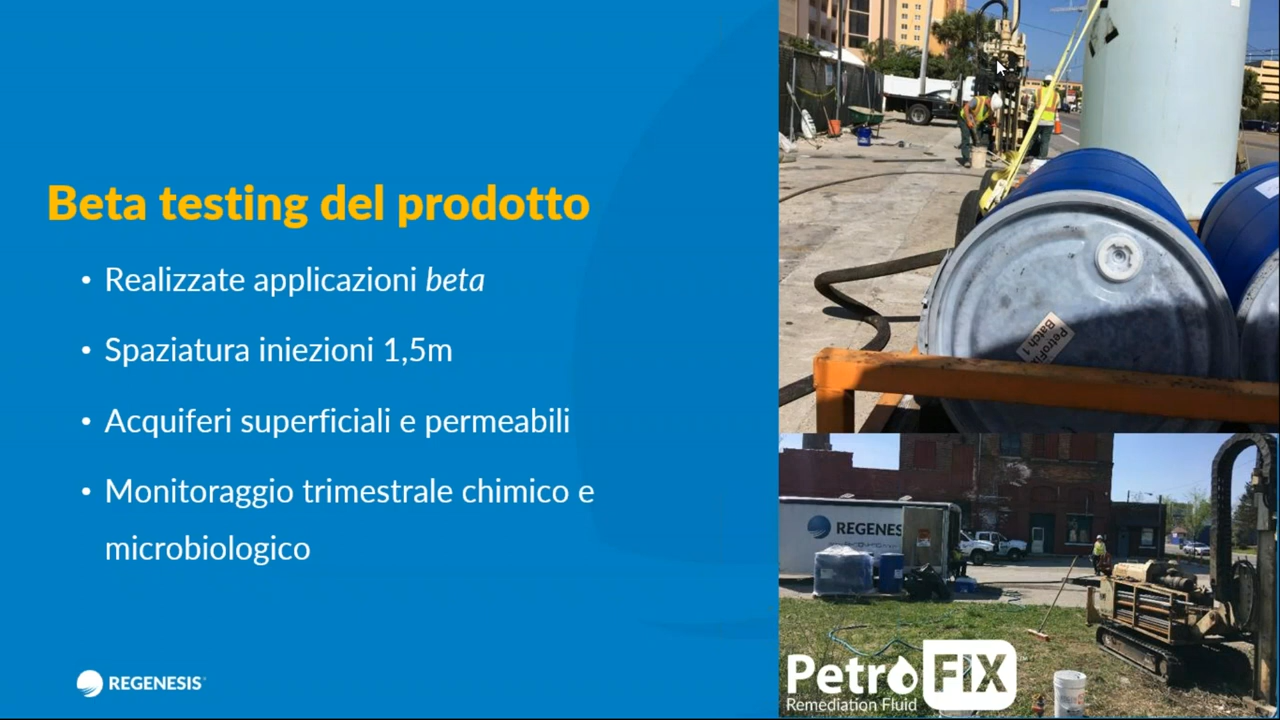 Beta testing del prodotto
• Realizzate applicazioni beta
• Spaziatura iniezioni 1,5m
• Acquiferi superficiali e permeabili
• Monitoraggio trimestrale chimico e
microbiologico
REGENESIS
PetroFix
Batch 1
REGENESIS
PetroFIX
Remediation Fluid